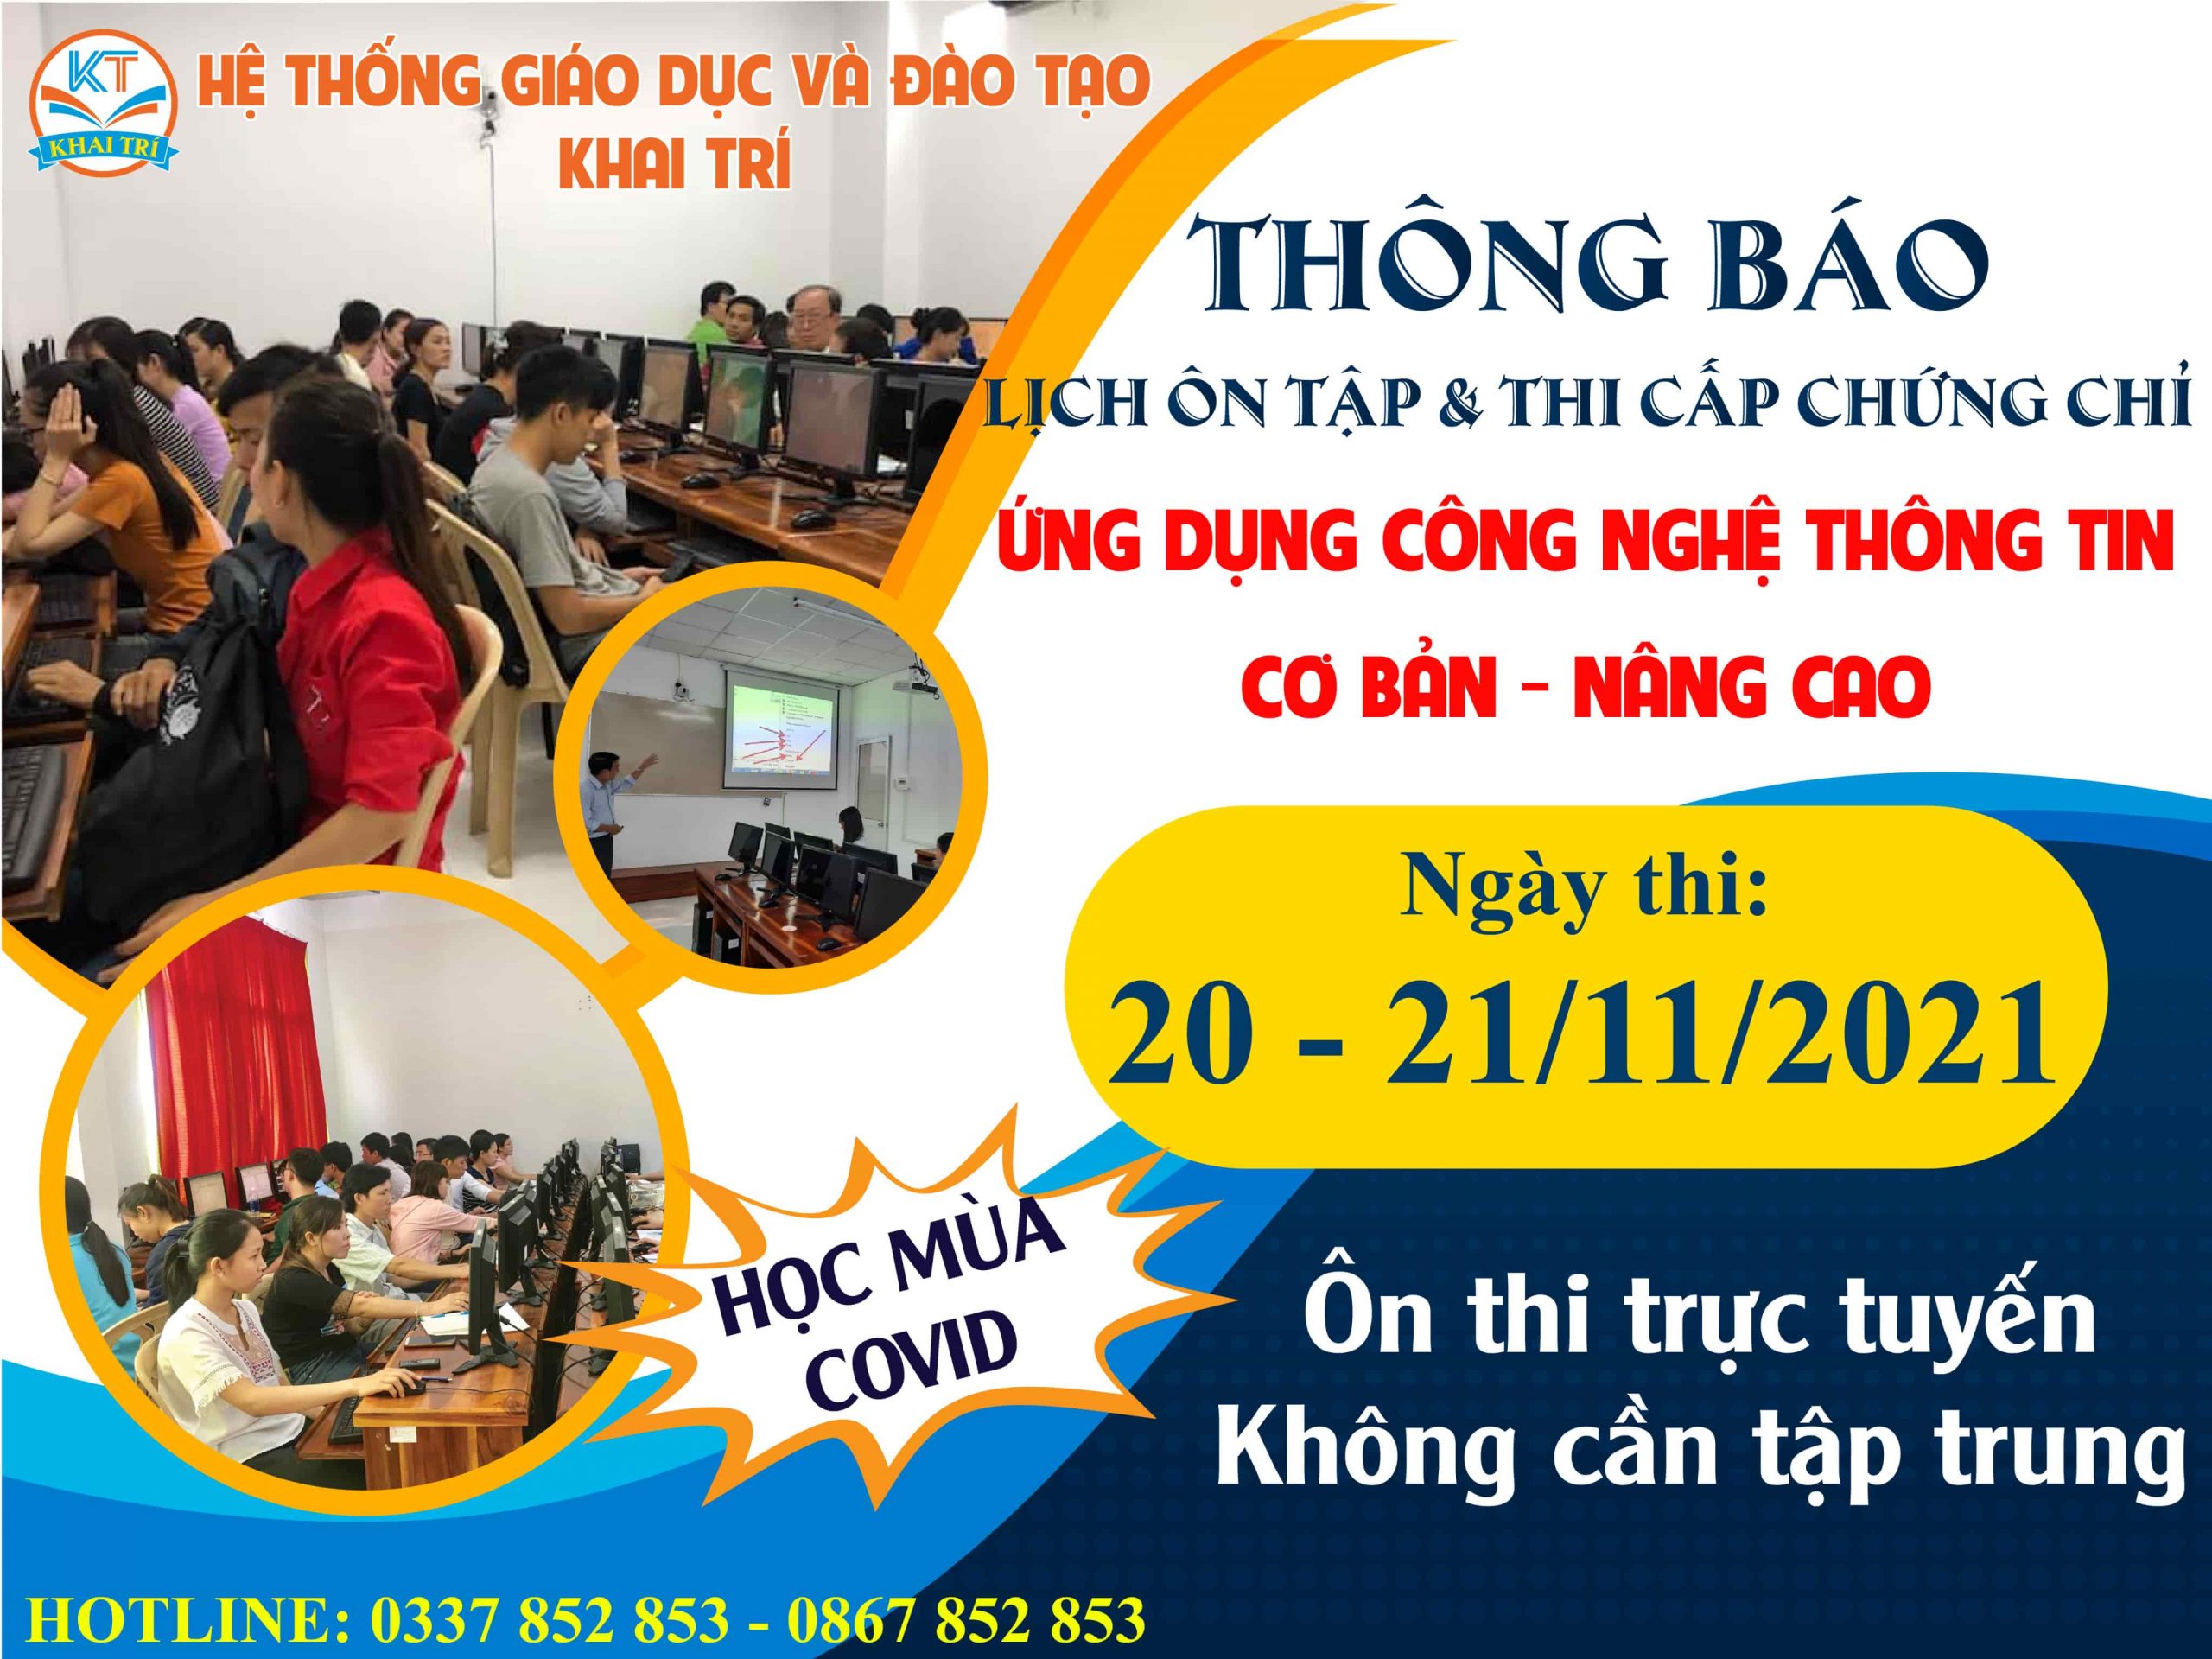 KT
KHAI TRÍ
HỆ THỐNG GIÁO DỤC VÀ ĐÀO TẠO
KHAI TRÍ
THÔNG BÁO
LỊCH ÔN TẬP & THI CẤP CHỨNG CHỈ
ỨNG DỤNG CÔNG NGHỆ THÔNG TIN
CƠ BẢN - NÂNG CAO
Ngày thi:
20 - 21/11/2021
HỌC MÙA
COVID
Ôn thi trực tuyến
Không cần tập trung
HOTLINE: 0337 852 853 - 0867 852 853